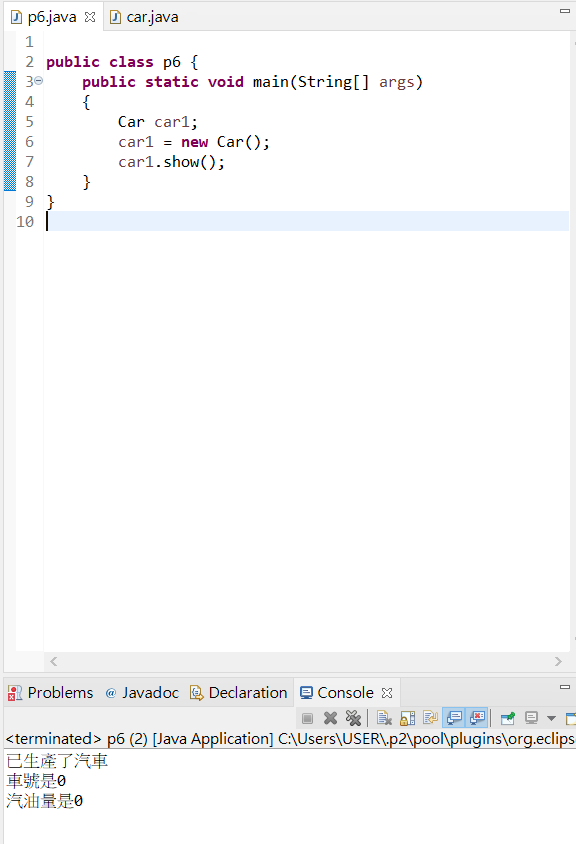 p6.java car.java
1
2 public class p6 {
3 public static void main(String[] args)
4 {
5 Car car1;
6 car1 = new Car();
7 car1.show();
8 }
9 }
10
Problems @ Javadoc Declaration Console
<terminated> p6 (2) [Java Application] C:\Users\USER\.p2\pool\plugins\org.eclips
已生產了汽車
車號是0
汽油量是0